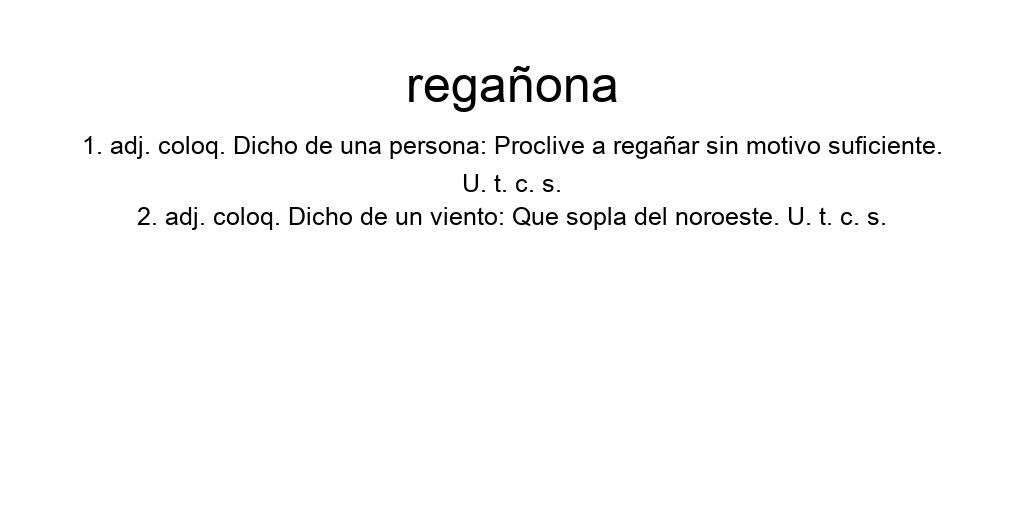 regañona
1. adj. coloq. Dicho de una persona: Proclive a regañar sin motivo suficiente.
U. t. c. s.
2. adj. coloq. Dicho de un viento: Que sopla del noroeste. U. t. c. s.